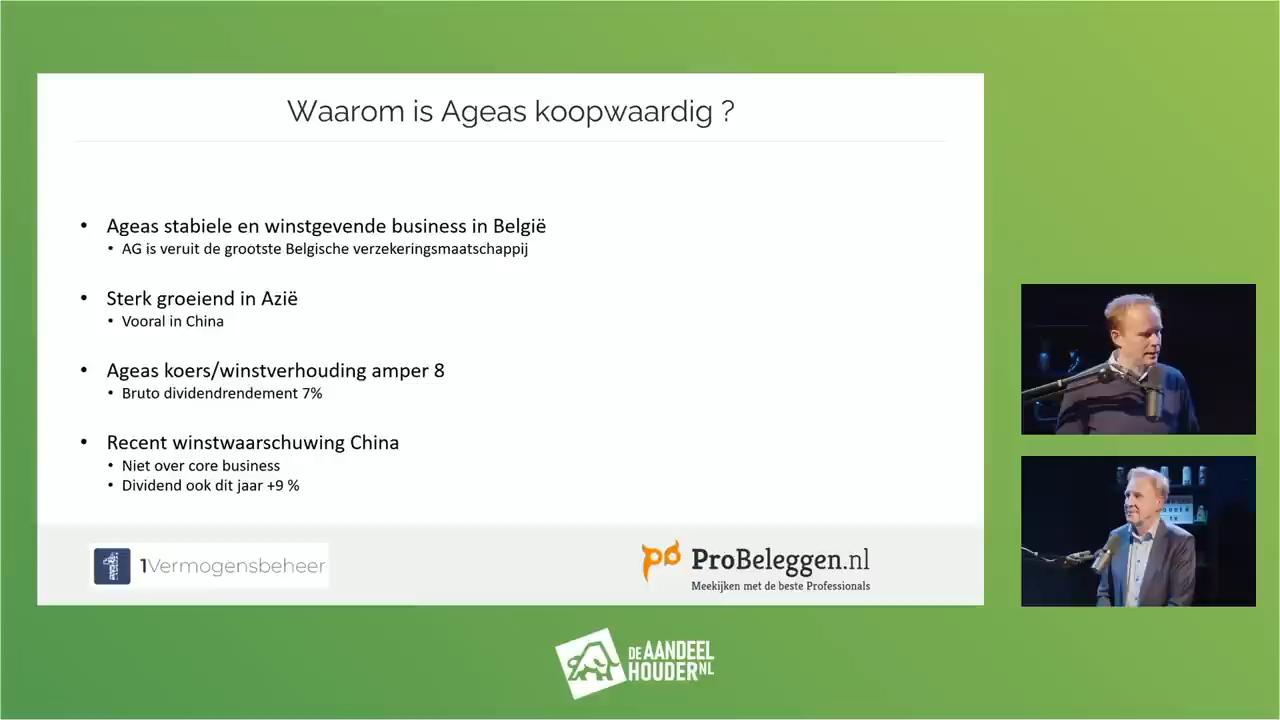 Waarom is Ageas koopwaardig ?
• Ageas stabiele en winstgevende business in België
• AG is veruit de grootste Belgische verzekeringsmaatschappij
• Sterk groeiend in Azië
• Vooral in China
• Ageas koers/winstverhouding amper 8
• Bruto dividendrendement 7%
• Recent winstwaarschuwing China
• Niet over core business
• Dividend ook dit jaar +9 %
1Vermogensbeheer
ProBeleggen.nl
Meekijken met de beste Professionals
DE AANDEEL
HOUDER NL